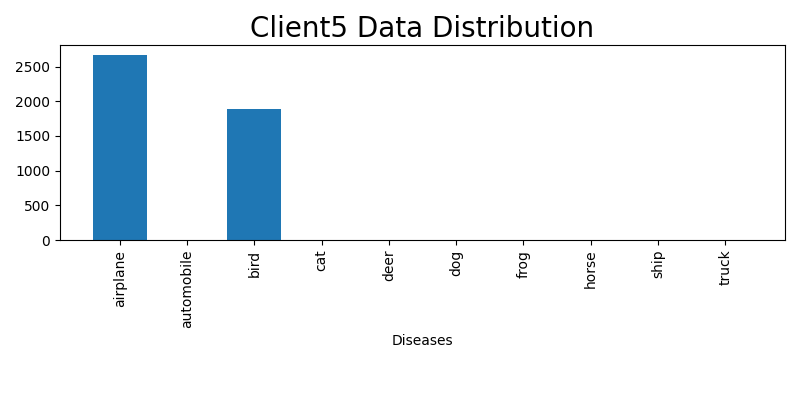 Client5 Data Distribution
2500
2000
1500
1000
500
0
airplane
automobile
bird
cat
deer
dog
frog
horse
ship
truck
Diseases